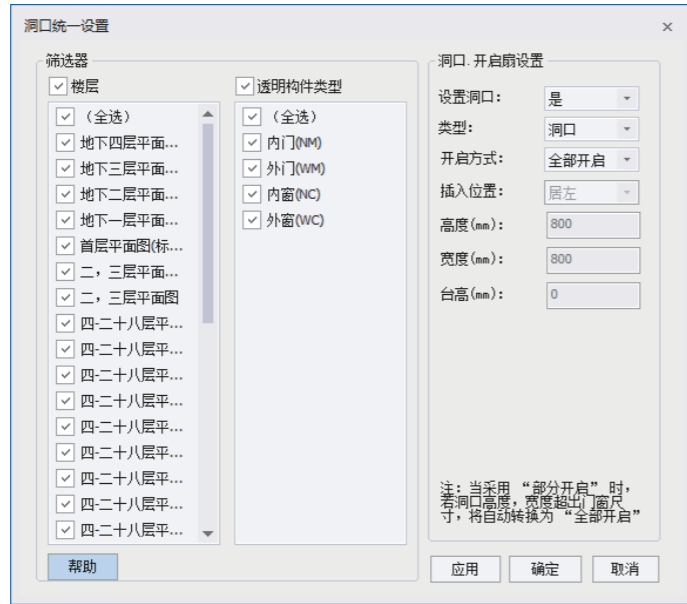 洞口统一设置
筛选器
楼层
（全选）
地下四层平面...
地下三层平面...
地下二层平面...
地下一层平面...
首层平面图(标...
二，三层平面...
二，三层平面图
四-二十八层平...
四-二十八层平...
四-二十八层平...
四-二十八层平...
四-二十八层平...
四-二十八层平...
四-二十八层平...
四-二十八层平...
四-二十八层平...
帮助
透明构件类型
（全选）
内门(NM)
外门(WM)
内窗(NC)
外窗(WC)
洞口.开启扇设置
设置洞口： 是
类型： 洞口
开启方式： 全部开启
插入位置： 居左
高度(mm)： 800
宽度(mm)： 800
台高(mm)： 0
注：当采用“部分开启”时，
若洞口高度，宽度超出门窗尺
寸，将自动转换为“全部开启”
应用 确定 取消